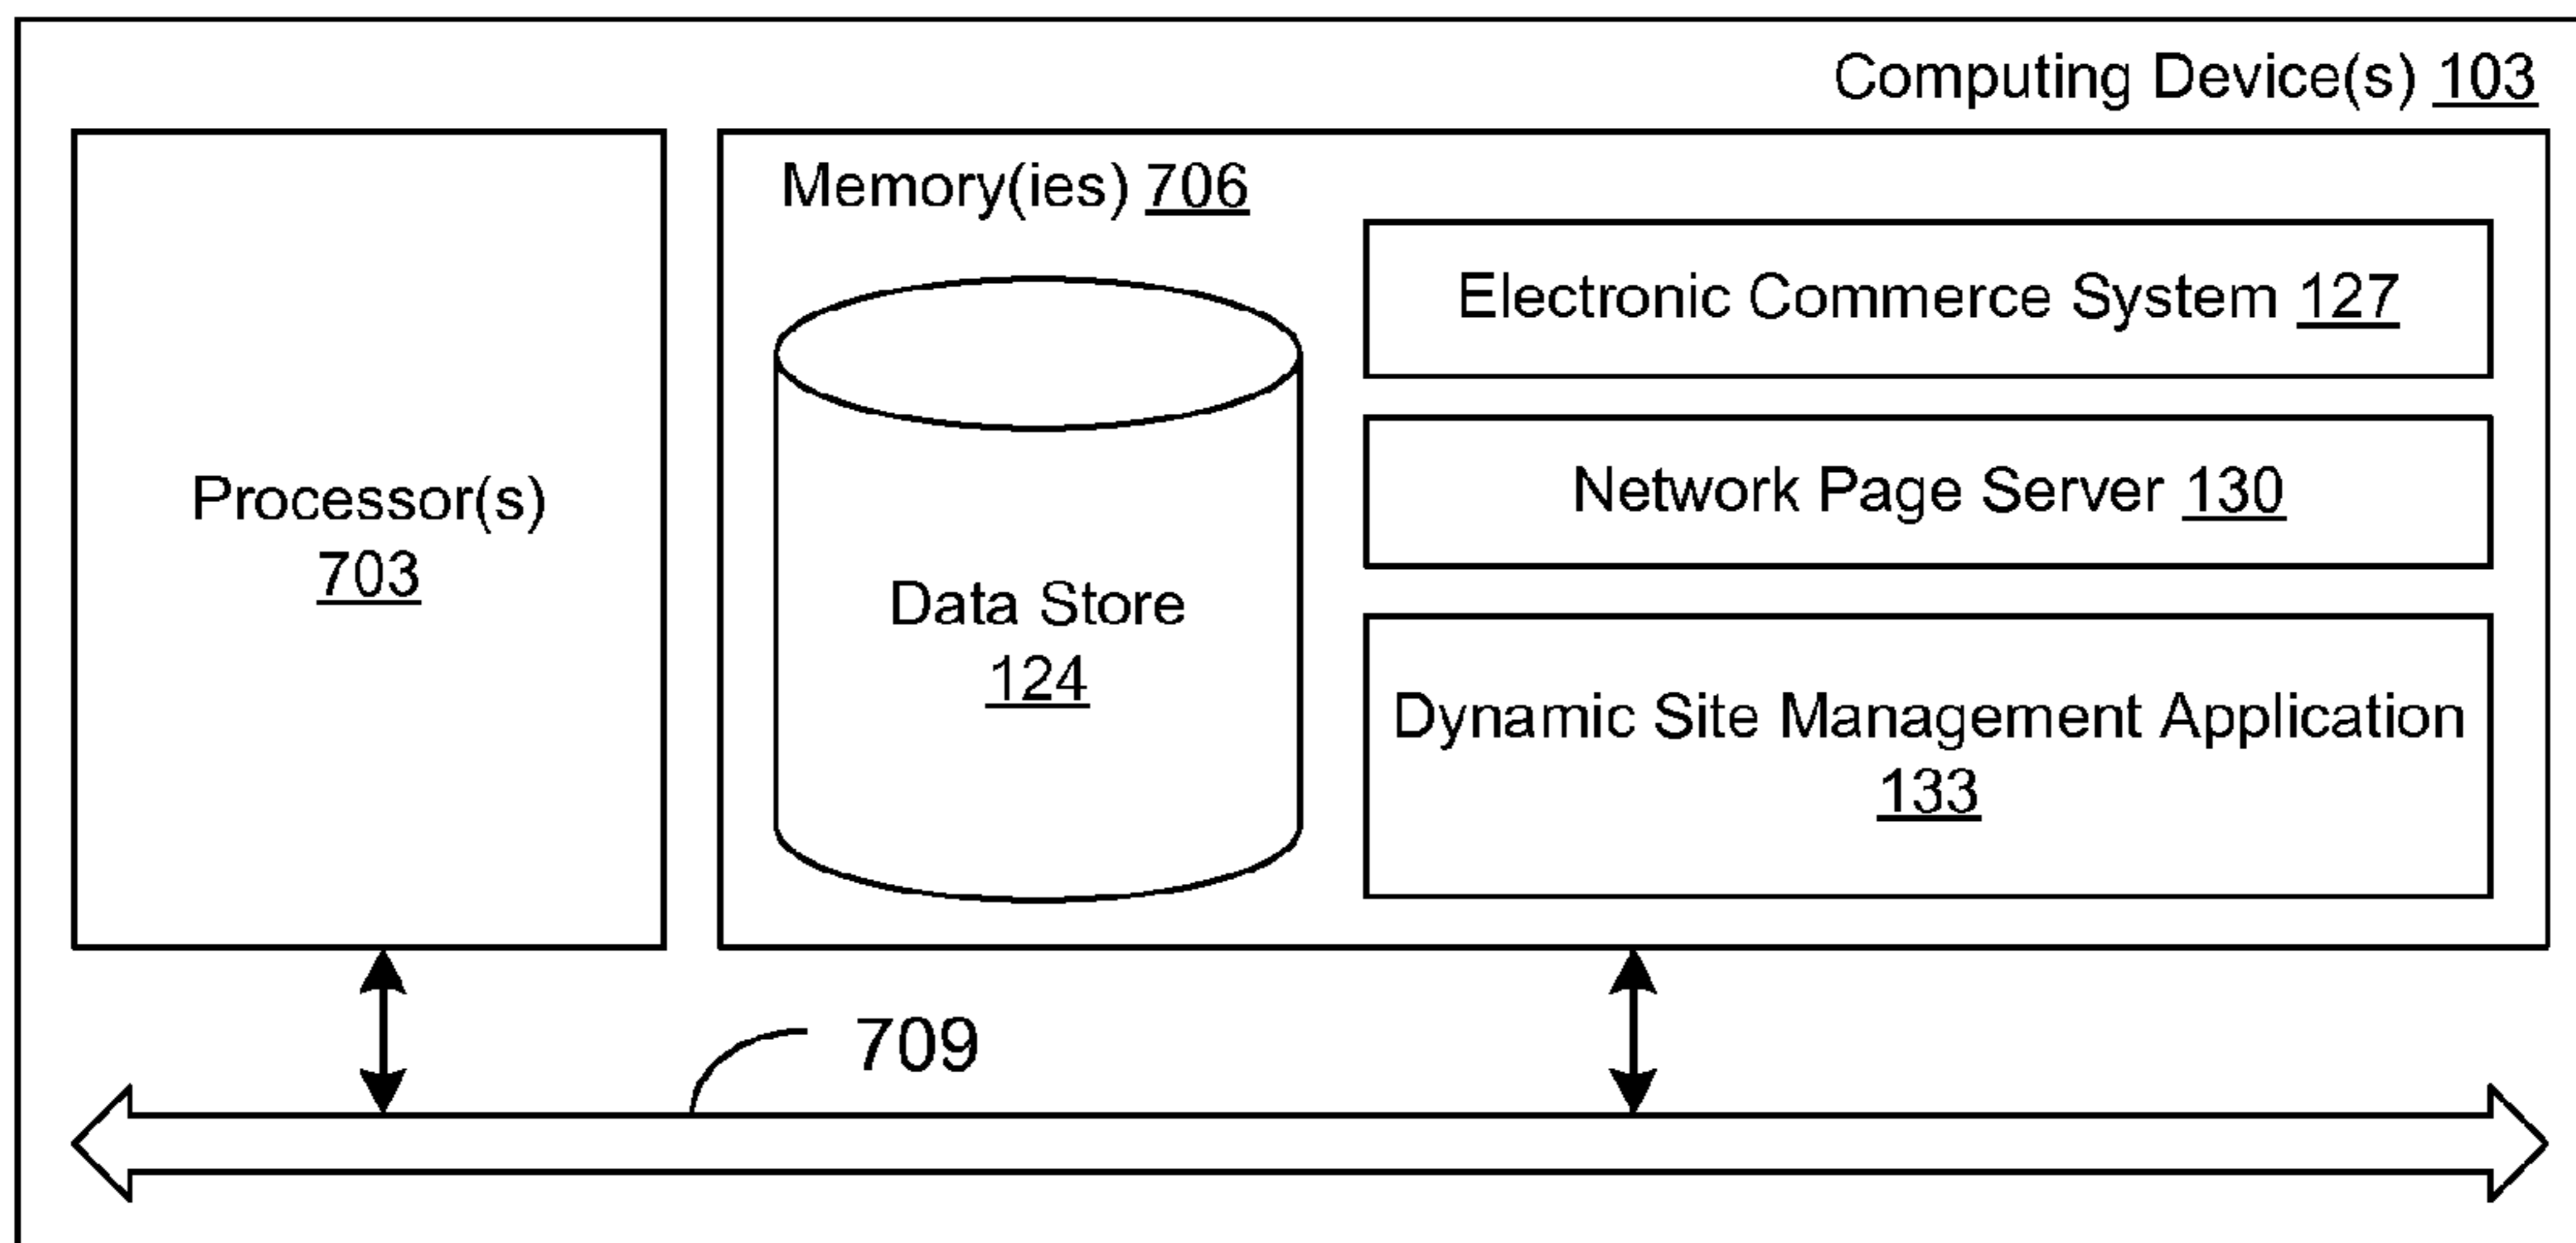 Computing Device(s) 103
Memory(ies) 706
Electronic Commerce System 127
Processor(s)
703
Network Page Server 130
Data Store
124
Dynamic Site Management Application
133
709